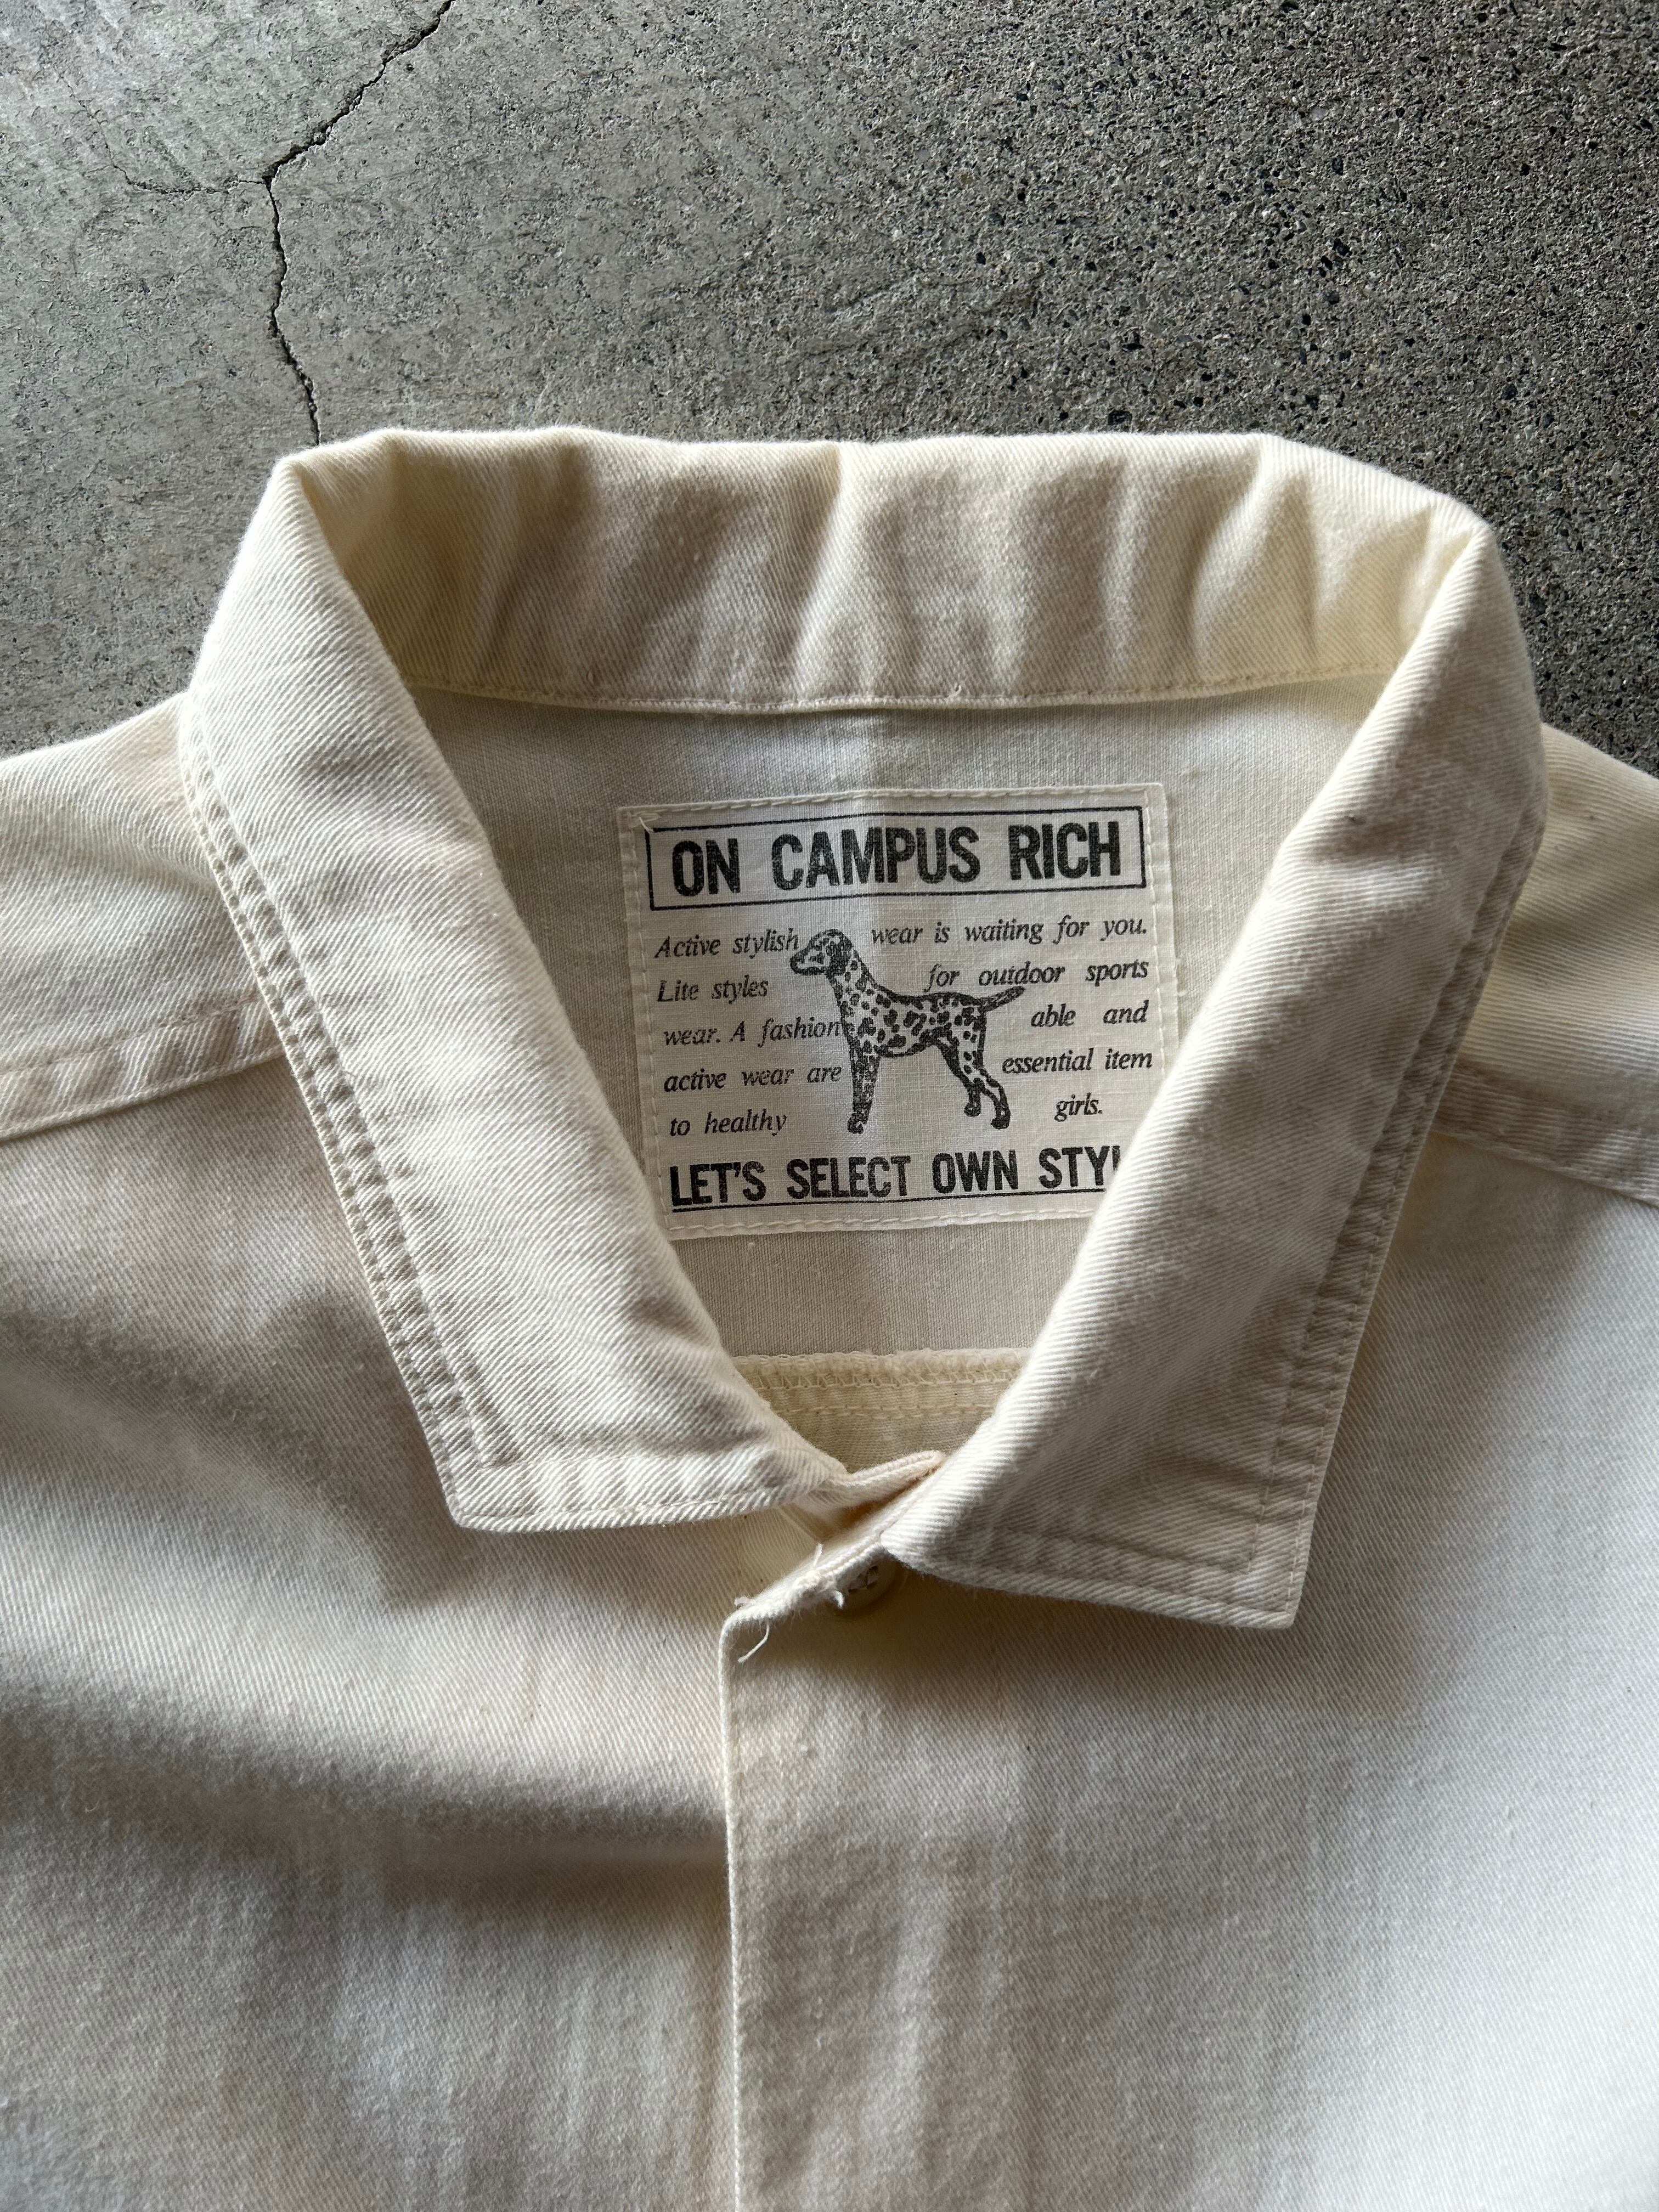 ON CAMPUS RICH
Active stylish wear is waiting for you.
Lite styles for outdoor sports
wear. A fashion able and
active wear are essential item
to healthy girls.
LET'S SELECT OWN